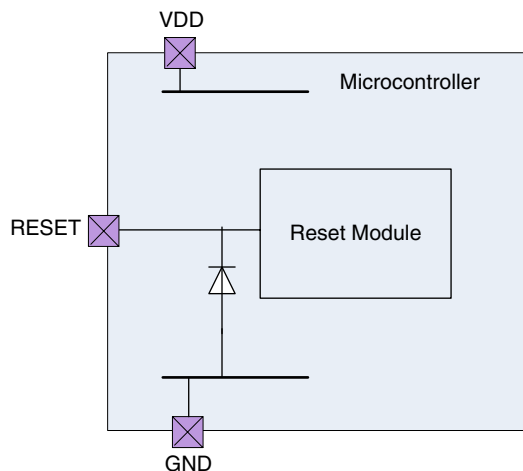 VDD
Microcontroller
RESET
Reset Module
GND